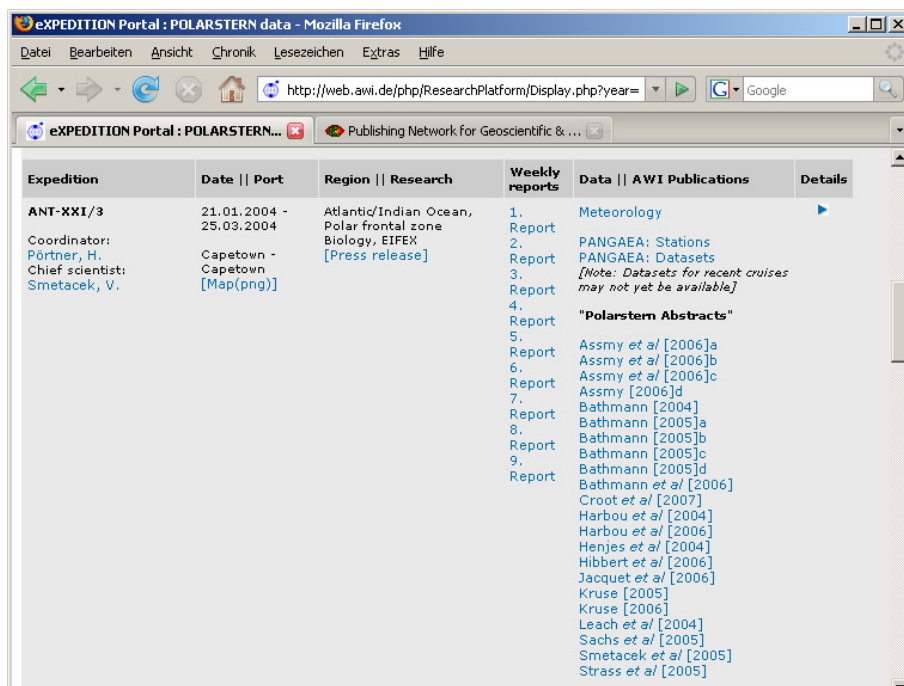 eXPEDITION Portal : POLARSTERN data - Mozilla Firefox
Datei Bearbeiten Ansicht Chronik Lesezeichen Extras Hilfe
http://web.awi.de/php/ResearchPlatform/Display.php?year=
G Google
eXPEDITION Portal : POLARSTERN...
Publishing Network for Geoscientific & ...
Expedition
Date || Port
Region || Research
Weekly
reports
Data || AWI Publications
Details
ANT-XXI/3
Coordinator:
Pörtner, H.
Chief scientist:
Smetacek, V.
21.01.2004 -
25.03.2004
Capetown -
Capetown
[Map(png)]
Atlantic/Indian Ocean,
Polar frontal zone
Biology, EIFEX
[Press release]
1.
Report
2.
Report
3.
Report
4.
Report
5.
Report
6.
Report
7.
Report
8.
Report
9.
Report
Meteorology
PANGAEA: Stations
PANGAEA: Datasets
[Note: Datasets for recent cruises
may not yet be available]
"Polarstern Abstracts"
Assmy et al [2006]a
Assmy et al [2006]b
Assmy et al [2006]c
Assmy [2006]d
Bathmann [2004]
Bathmann [2005]a
Bathmann [2005]b
Bathmann [2005]c
Bathmann [2005]d
Bathmann et al [2006]
Croot et al [2007]
Harbou et al [2004]
Harbou et al [2006]
Henjes et al [2004]
Hibbert et al [2006]
Jacquet et al [2006]
Kruse [2005]
Kruse [2006]
Leach et al [2004]
Sachs et al [2005]
Smetacek et al [2005]
Strass et al [2005]